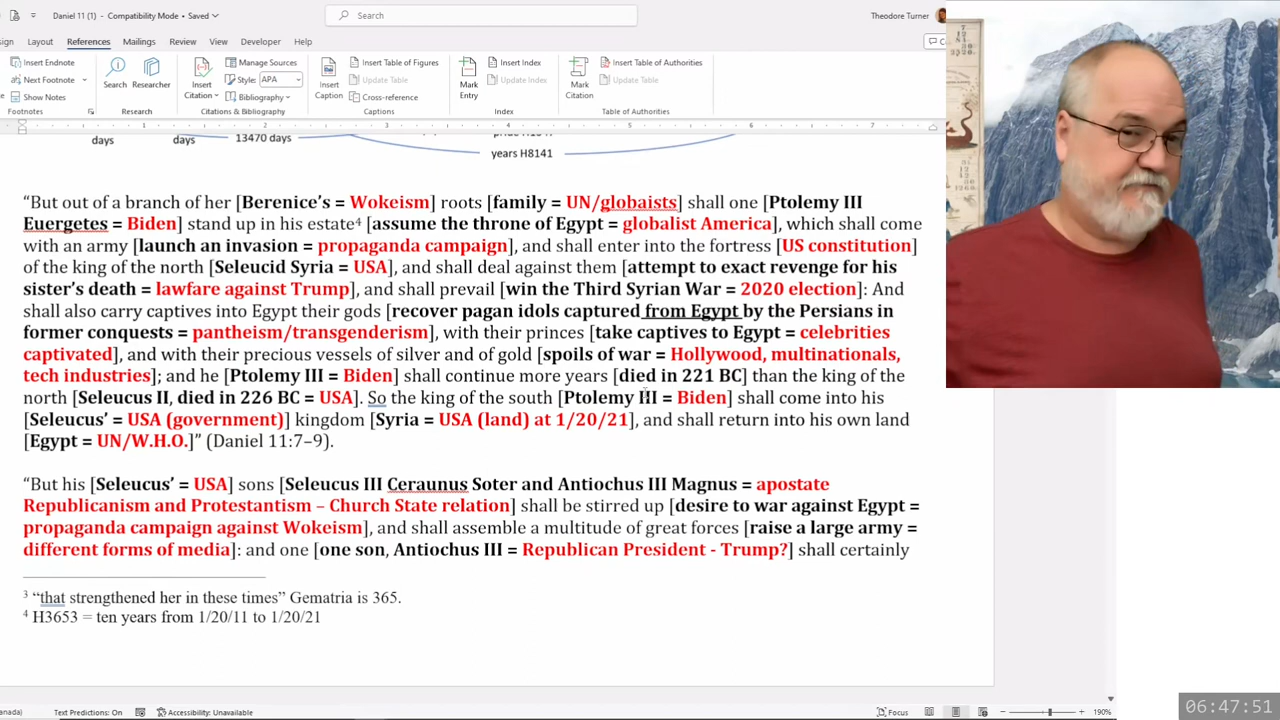 Daniel 11 (1) - Compatibility Mode • Saved
Search
Theodore Turner
sign Layout References Mailings Review View Developer Help
Insert Endnote
Next Footnote
Show Notes
Footnotes
Search
Researcher
Research
Insert
Citation
Manage Sources
Style: APA
Bibliography
Citations & Bibliography
Insert
Caption
Insert Table of Figures
Update Table
Cross-reference
Captions
Mark
Entry
Insert Index
Update Index
Index
Mark
Citation
Insert Table of Authorities
Update Table
Table of Authorities
1 2 3 4 5 6 7
days
days
13470 days
years H8141
“But out of a branch of her [Berenice’s = Wokeism] roots [family = UN/globaists] shall one [Ptolemy III
Euergetes = Biden] stand up in his estate⁴ [assume the throne of Egypt = globalist America], which shall come
with an army [launch an invasion = propaganda campaign], and shall enter into the fortress [US constitution]
of the king of the north [Seleucid Syria = USA], and shall deal against them [attempt to exact revenge for his
sister’s death = lawfare against Trump], and shall prevail [win the Third Syrian War = 2020 election]: And
shall also carry captives into Egypt their gods [recover pagan idols captured from Egypt by the Persians in
former conquests = pantheism/transgenderism], with their princes [take captives to Egypt = celebrities
captivated], and with their precious vessels of silver and of gold [spoils of war = Hollywood, multinationals,
tech industries]; and he [Ptolemy III = Biden] shall continue more years [died in 221 BC] than the king of the
north [Seleucus II, died in 226 BC = USA]. So the king of the south [Ptolemy III = Biden] shall come into his
[Seleucus’ = USA (government)] kingdom [Syria = USA (land) at 1/20/21], and shall return into his own land
[Egypt = UN/W.H.O.]” (Daniel 11:7–9).
“But his [Seleucus’ = USA] sons [Seleucus III Ceraunus Soter and Antiochus III Magnus = apostate
Republicanism and Protestantism – Church State relation] shall be stirred up [desire to war against Egypt =
propaganda campaign against Wokeism], and shall assemble a multitude of great forces [raise a large army =
different forms of media]: and one [one son, Antiochus III = Republican President - Trump?] shall certainly
3 “that strengthened her in these times” Gematria is 365.
4 H3653 = ten years from 1/20/11 to 1/20/21
Text Predictions: On
Accessibility: Unavailable
Focus
190%
06:47:51